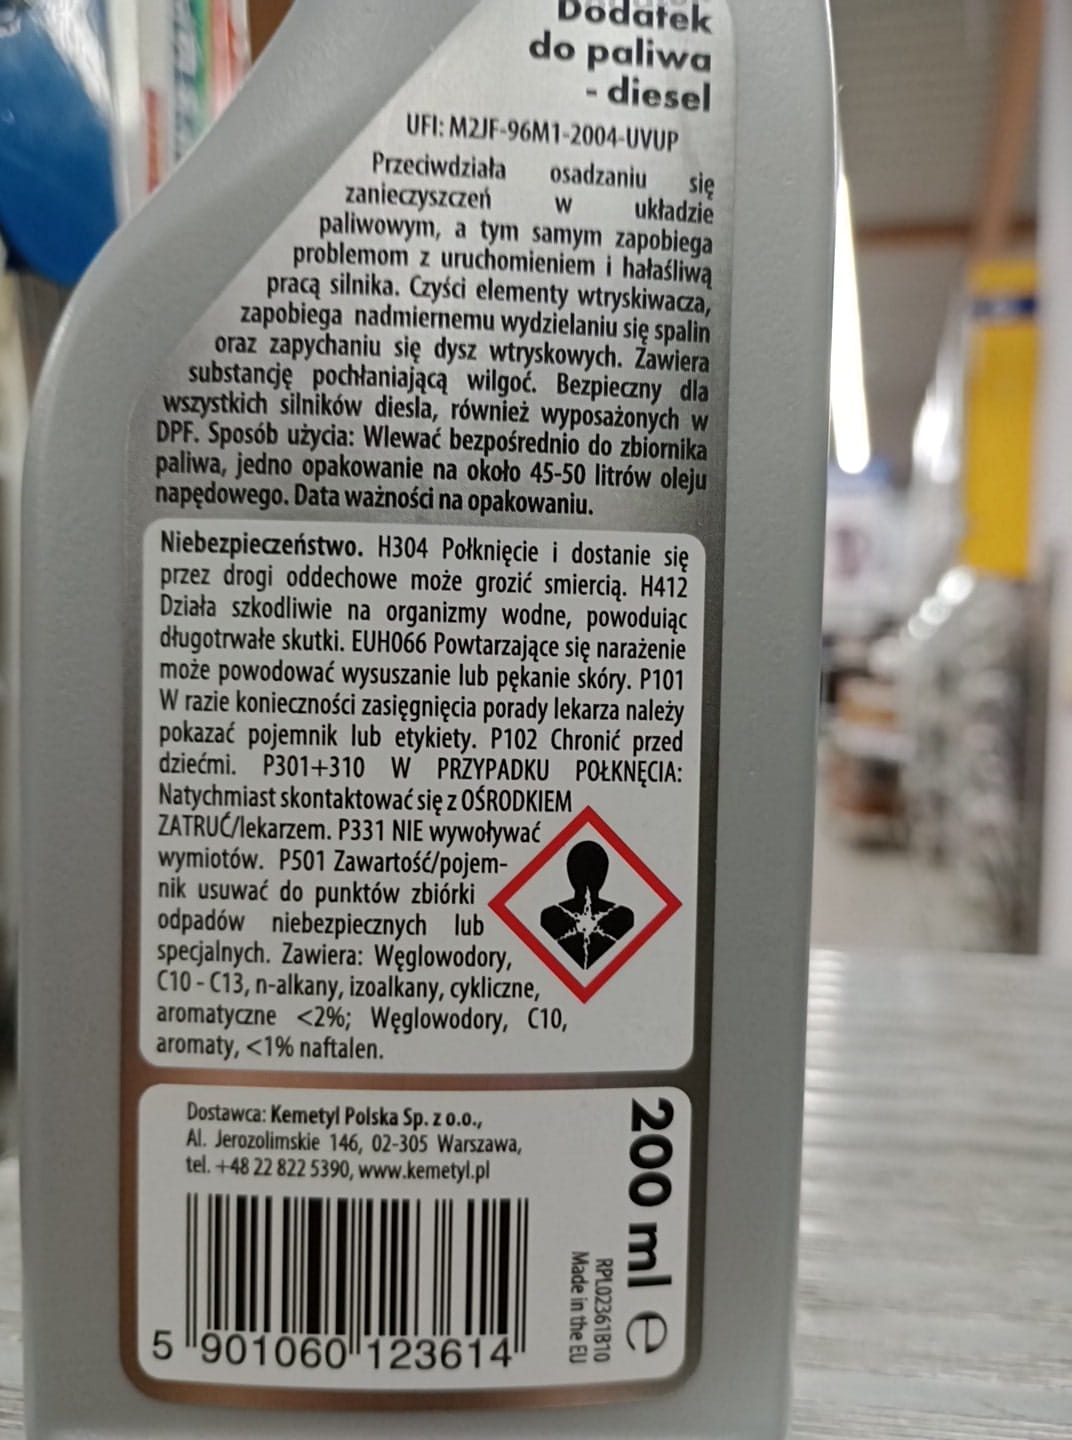 Dodatek
do paliwa
- diesel
UFI: M2JF-96M1-2004-UVUP
Przeciwdziała osadzaniu się
zanieczyszczeń w układzie
paliwowym, a tym samym zapobiega
problemom z uruchomieniem i hałaśliwą
pracą silnika. Czyści elementy wtryskiwacza,
zapobiega nadmiernemu wydzielaniu się spalin
oraz zapychaniu się dysz wtryskowych. Zawiera
substancję pochłaniającą wilgoć. Bezpieczny dla
wszystkich silników diesla, również wyposażonych w
DPF. Sposób użycia: Wlewać bezpośrednio do zbiornika
paliwa, jedno opakowanie na około 45-50 litrów oleju
napędowego. Data ważności na opakowaniu.
Niebezpieczeństwo. H304 Połknięcie i dostanie się
przez drogi oddechowe może grozić smiercią. H412
Działa szkodliwie na organizmy wodne, powodując
długotrwałe skutki. EUH066 Powtarzające się narażenie
może powodować wysuszanie lub pękanie skóry. P101
W razie konieczności zasięgnięcia porady lekarza należy
pokazać pojemnik lub etykiety. P102 Chronić przed
dziećmi. P301+310 W PRZYPADKU POŁKNĘCIA:
Natychmiast skontaktować się z OŚRODKIEM
ZATRUĆ/lekarzem. P331 NIE wywoływać
wymiotów. P501 Zawartość/pojem-
nik usuwać do punktów zbiórki
odpadów niebezpiecznych lub
specjalnych. Zawiera: Węglowodory,
C10 - C13, n-alkany, izoalkany, cykliczne,
aromatyczne <2%; Węglowodory, C10,
aromaty, <1% naftalen.
Dostawca: Kemetyl Polska Sp. z o.o.,
Al. Jerozolimskie 146, 02-305 Warszawa,
tel. +48 22 822 5390, www.kemetyl.pl
5 901060 123614
200 ml e
RPL02361B10
Made in the EU